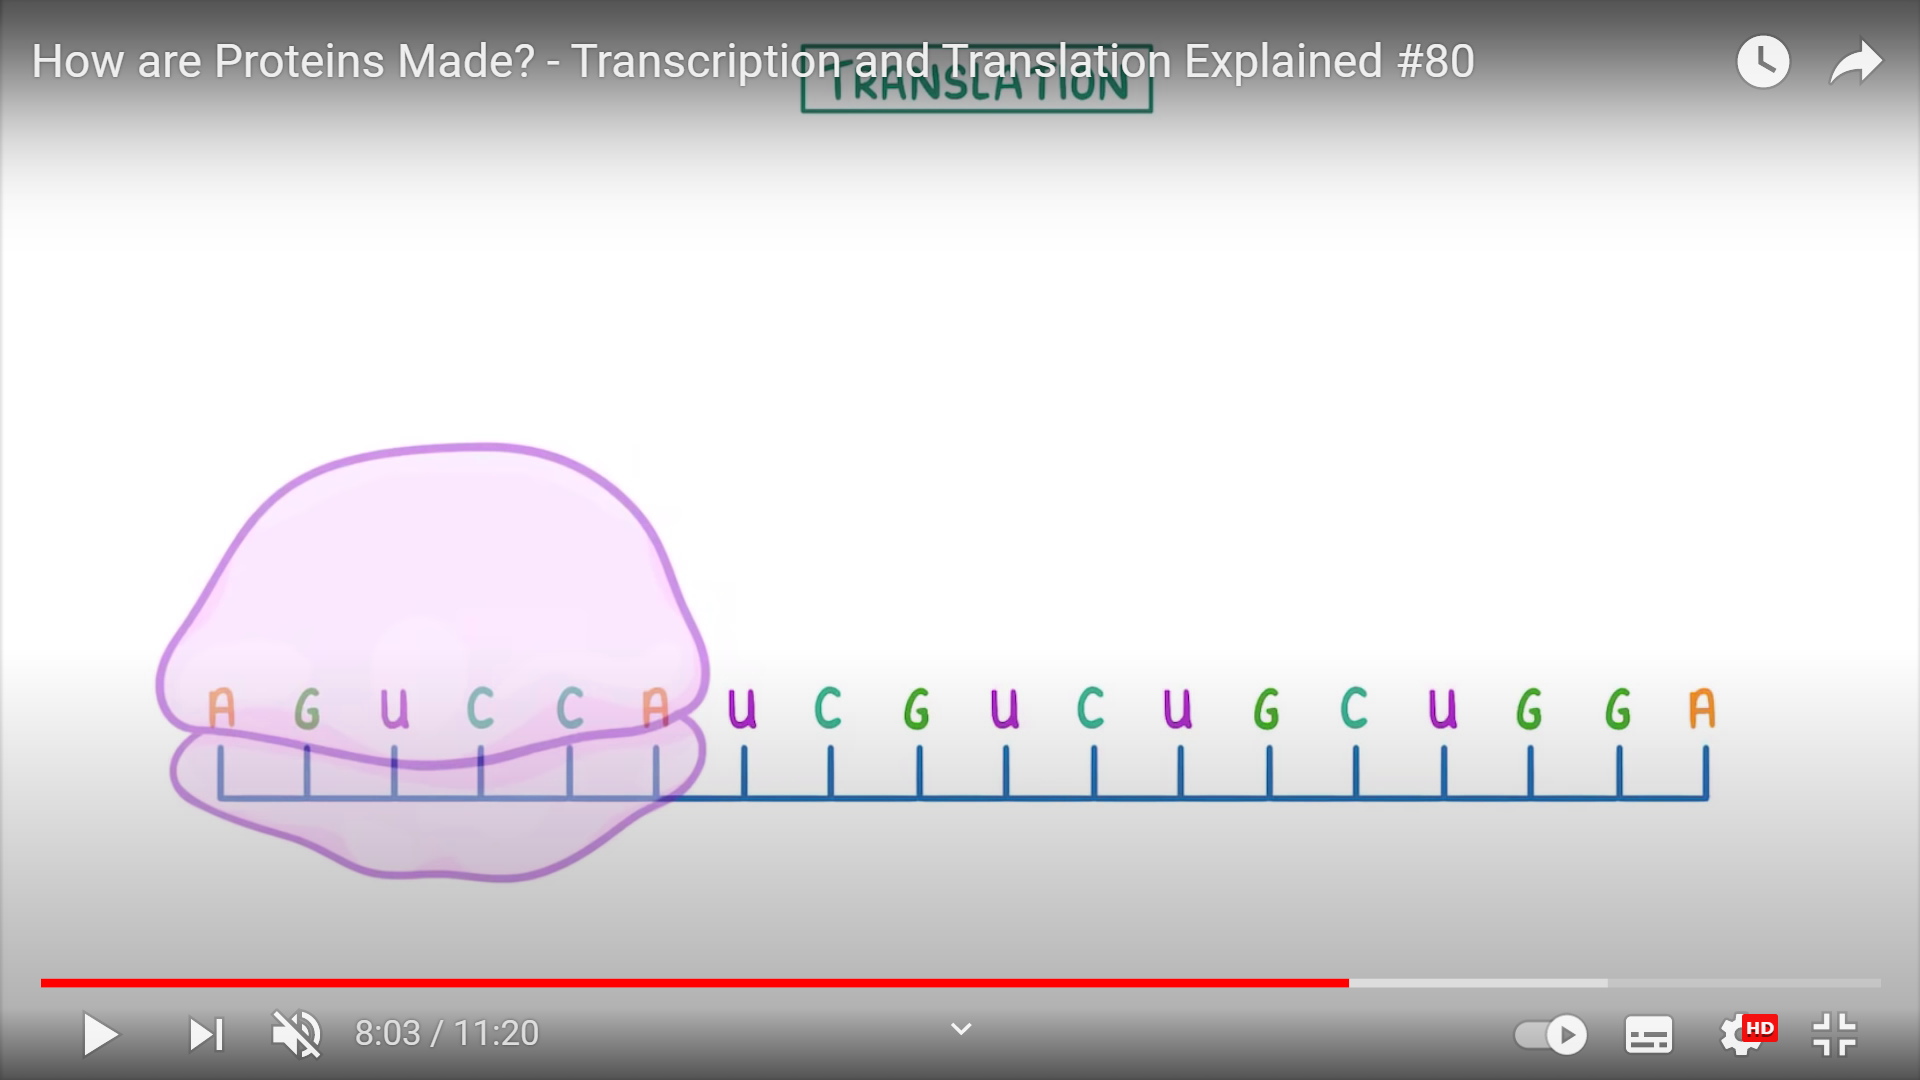 How are Proteins Made? - Transcription and Translation Explained #80
TRANSLATION
A G U C C A U C G U C U G C U G G A
8:03 / 11:20
HD